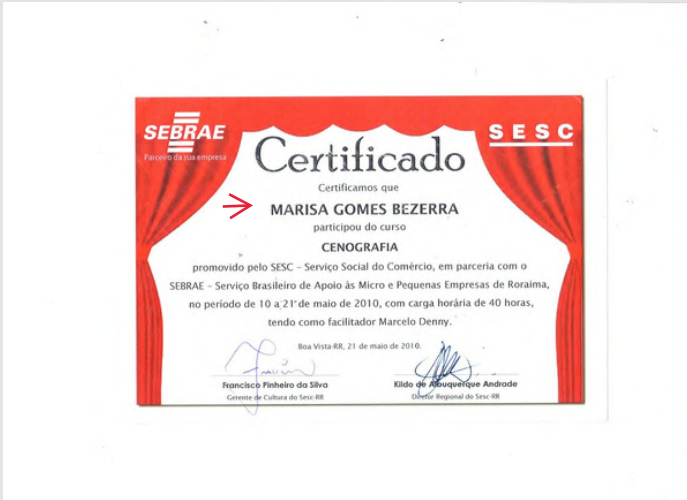 SEBRAE
Parceiro da sua empresa
SESC
Certificado
Certificamos que
MARISA GOMES BEZERRA
participou do curso
CENOGRAFIA
promovido pelo SESC - Serviço Social do Comércio, em parceria com o
SEBRAE - Serviço Brasileiro de Apoio às Micro e Pequenas Empresas de Roraima,
no período de 10 a 21 de maio de 2010, com carga horária de 40 horas,
tendo como facilitador Marcelo Denny.
Boa Vista-RR, 21 de maio de 2010.
Francisco Pinheiro da Silva
Gerente de Cultura do Sesc-RR
Kildo de Albuquerque Andrade
Diretor Regional do Sesc-RR